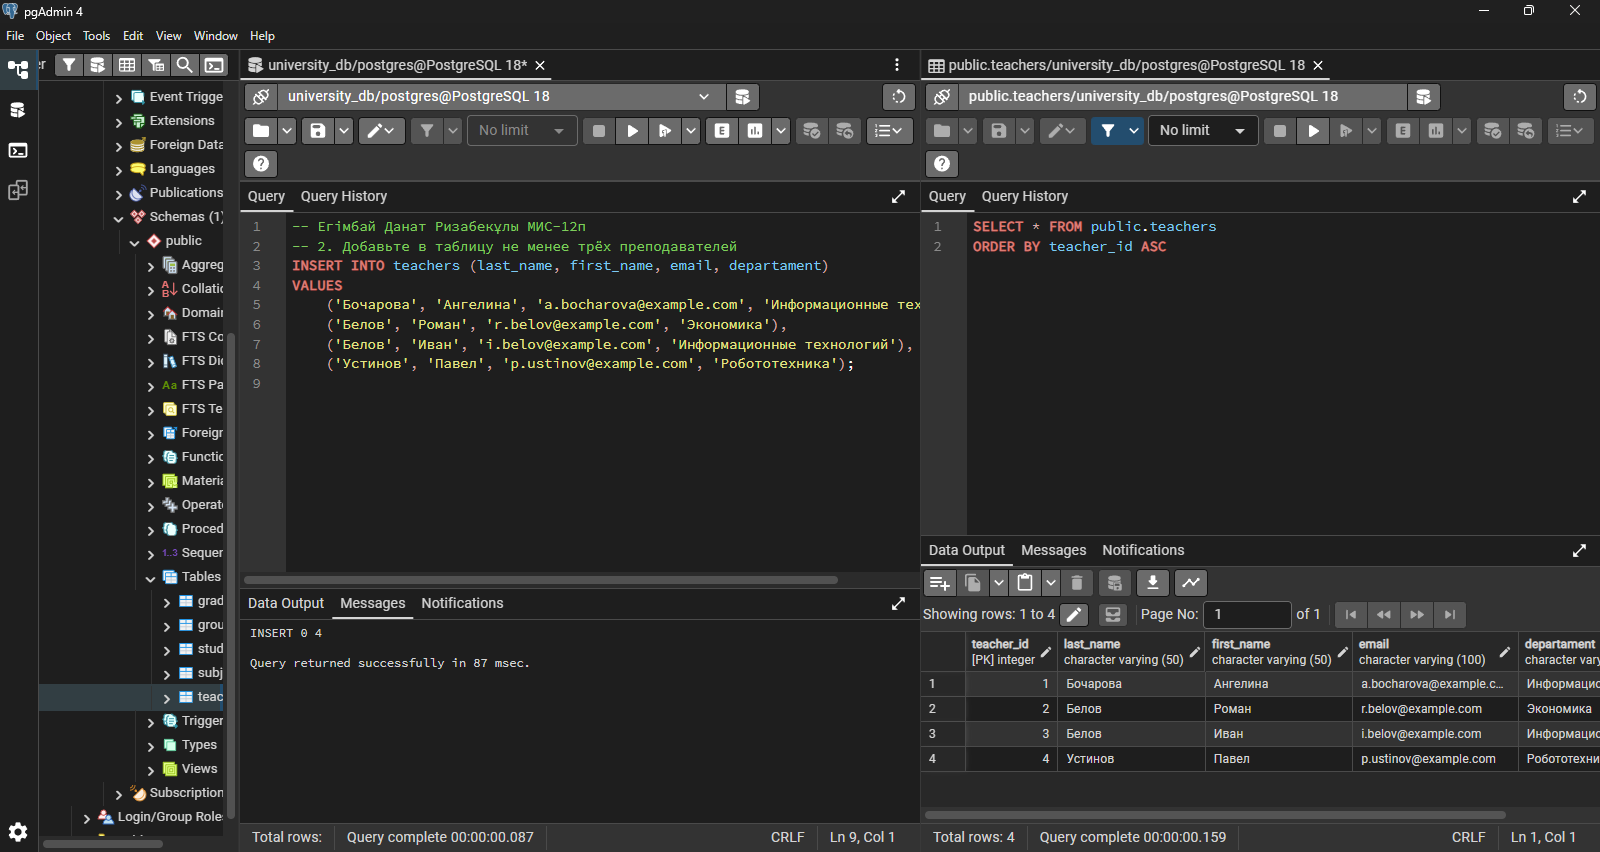 pgAdmin 4
File Object Tools Edit View Window Help
university_db/postgres@PostgreSQL 18*
public.teachers/university_db/postgres@PostgreSQL 18
university_db/postgres@PostgreSQL 18
public.teachers/university_db/postgres@PostgreSQL 18
No limit
E
No limit
E
Query Query History
Query Query History
Event Trigge
Extensions
Foreign Data
Languages
Publications
Schemas (1)
public
Aggreg
Collatio
Domain
FTS Co
FTS Dic
Aa FTS Pa
FTS Te
Foreign
Functio
Materia
Operat
Proced
1..3 Sequen
Tables
grad
grou
stud
subj
teac
Trigger
Types
Views
Subscription
Login/Group Role
1 -- Егімбай Данат Ризабекұлы МИС-12п
2 -- 2. Добавьте в таблицу не менее трёх преподавателей
3 INSERT INTO teachers (last_name, first_name, email, departament)
4 VALUES
5 ('Бочарова', 'Ангелина', 'a.bocharova@example.com', 'Информационные тех
6 ('Белов', 'Роман', 'r.belov@example.com', 'Экономика'),
7 ('Белов', 'Иван', 'i.belov@example.com', 'Информационные технологий'),
8 ('Устинов', 'Павел', 'p.ustinov@example.com', 'Робототехника');
9
1 SELECT * FROM public.teachers
2 ORDER BY teacher_id ASC
Data Output Messages Notifications
INSERT 0 4
Query returned successfully in 87 msec.
Total rows: Query complete 00:00:00.087 CRLF Ln 9, Col 1
Data Output Messages Notifications
Showing rows: 1 to 4 Page No: 1 of 1
teacher_id last_name first_name email departament
[PK] integer character varying (50) character varying (50) character varying (100) character vary
1 1 Бочарова Ангелина a.bocharova@example.c... Информацио
2 2 Белов Роман r.belov@example.com Экономика
3 3 Белов Иван i.belov@example.com Информацио
4 4 Устинов Павел p.ustinov@example.com Робототехни
Total rows: 4 Query complete 00:00:00.159 CRLF Ln 1, Col 1